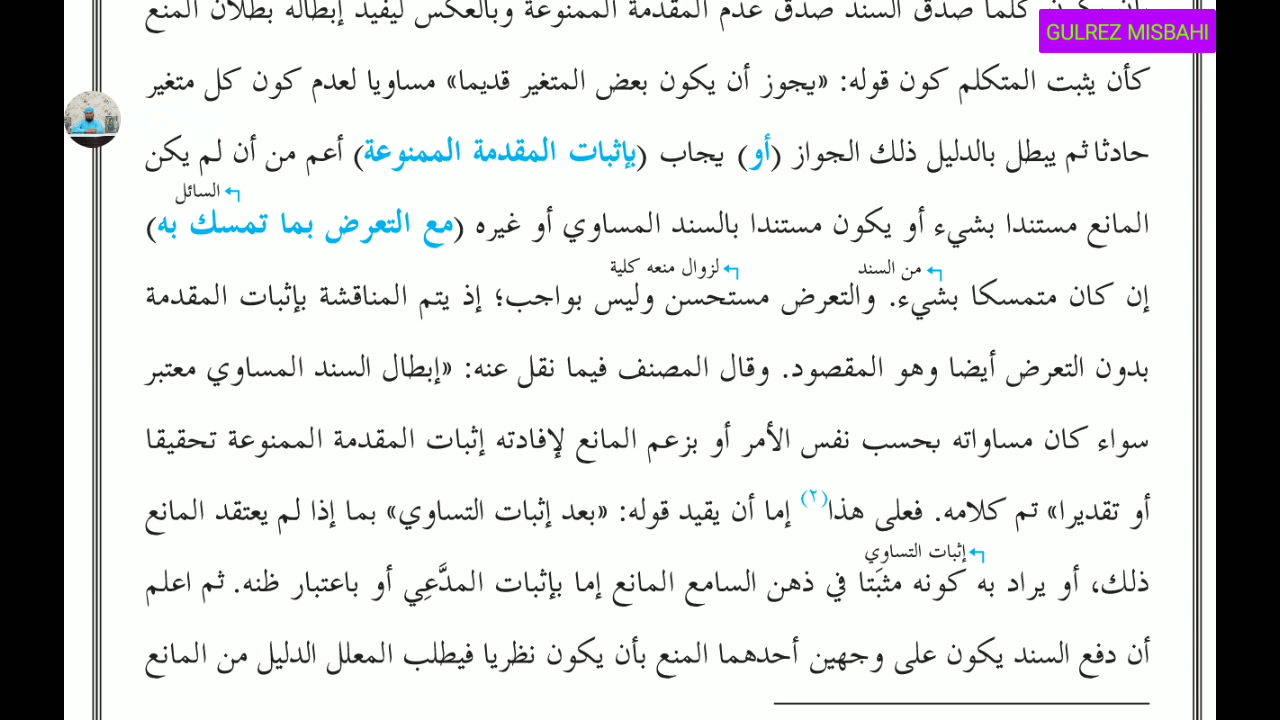 بأن يكون كلما صدق السند صدق عدم المقدمة الممنوعة وبالعكس ليفيد إبطاله بطلان المنع
GULREZ MISBAHI
كأن يثبت المتكلم كون قوله: «يجوز أن يكون بعض المتغير قديما» مساويا لعدم كون كل متغير
حادثا ثم يبطل بالدليل ذلك الجواز (أو) يجاب (بإثبات المقدمة الممنوعة) أعم من أن لم يكن
السائل
المانع مستندا بشيء أو يكون مستندا بالسند المساوي أو غيره (مع التعرض بما تمسك به)
من السند لزوال منعه كلية
إن كان متمسكا بشيء. والتعرض مستحسن وليس بواجب؛ إذ يتم المناقشة بإثبات المقدمة
بدون التعرض أيضا وهو المقصود. وقال المصنف فيما نقل عنه: «إبطال السند المساوي معتبر
سواء كان مساواته بحسب نفس الأمر أو بزعم المانع لإفادته إثبات المقدمة الممنوعة تحقيقا
أو تقديرا» تم كلامه. فعلى هذا(٢) إما أن يقيد قوله: «بعد إثبات التساوي» بما إذا لم يعتقد المانع
إثبات التساوي
ذلك، أو يراد به كونه مثبَتا في ذهن السامع المانع إما بإثبات المدَّعِي أو باعتبار ظنه. ثم اعلم
أن دفع السند يكون على وجهين أحدهما المنع بأن يكون نظريا فيطلب المعلل الدليل من المانع